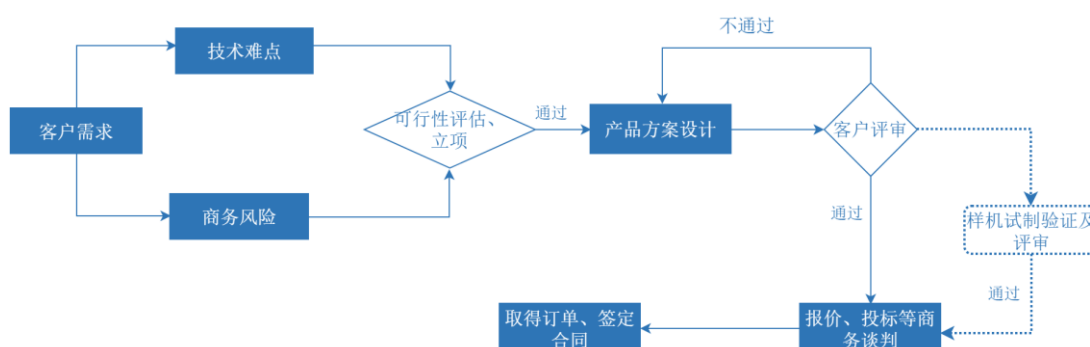 不通过
技术难点
客户需求
可行性评估、
立项
通过
产品方案设计
客户评审
商务风险
通过
样机试制验证及
评审
通过
取得订单、签定
合同
报价、投标等商
务谈判